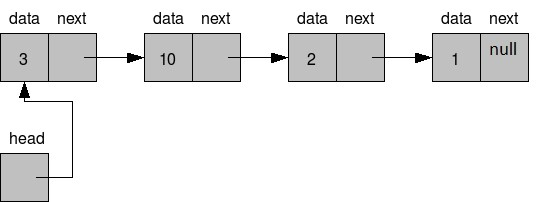 data next data next data next data next
3 10 2 1 null
head